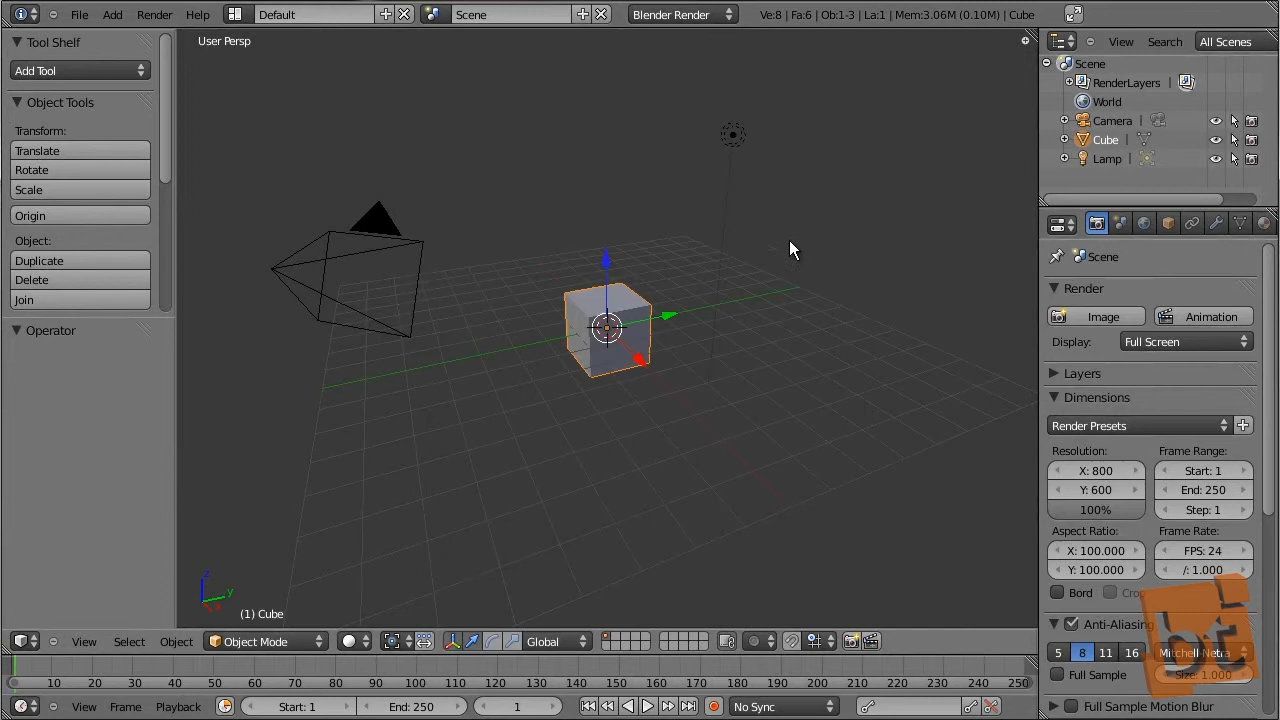 File Add Render Help Default Scene Blender Render Ve:8 | Fa:6 | Ob:1-3 | La:1 | Mem:3.06M (0.10M) | Cube
Tool Shelf
Add Tool
Object Tools
Transform:
Translate
Rotate
Scale
Origin
Object:
Duplicate
Delete
Join
Operator
User Persp
z
y
x
(1) Cube
View Search All Scenes
Scene
RenderLayers
World
Camera
Cube
Lamp
Scene
Render
Image Animation
Display: Full Screen
Layers
Dimensions
Render Presets
Resolution: Frame Range:
X: 800 Start: 1
Y: 600 End: 250
100% Step: 1
Aspect Ratio: Frame Rate:
X: 100.000 FPS: 24
Y: 100.000 /: 1.000
Bord
Anti-Aliasing
5 8 11 16
Full Sample Size: 1.000
Full Sample Motion Blur
bt
View Select Object Object Mode Global
10 20 30 40 50 60 70 80 90 100 110 120 130 140 150 160 170 180 190 200 210 220 230 240 250
View Frame Playback Start: 1 End: 250 1 No Sync